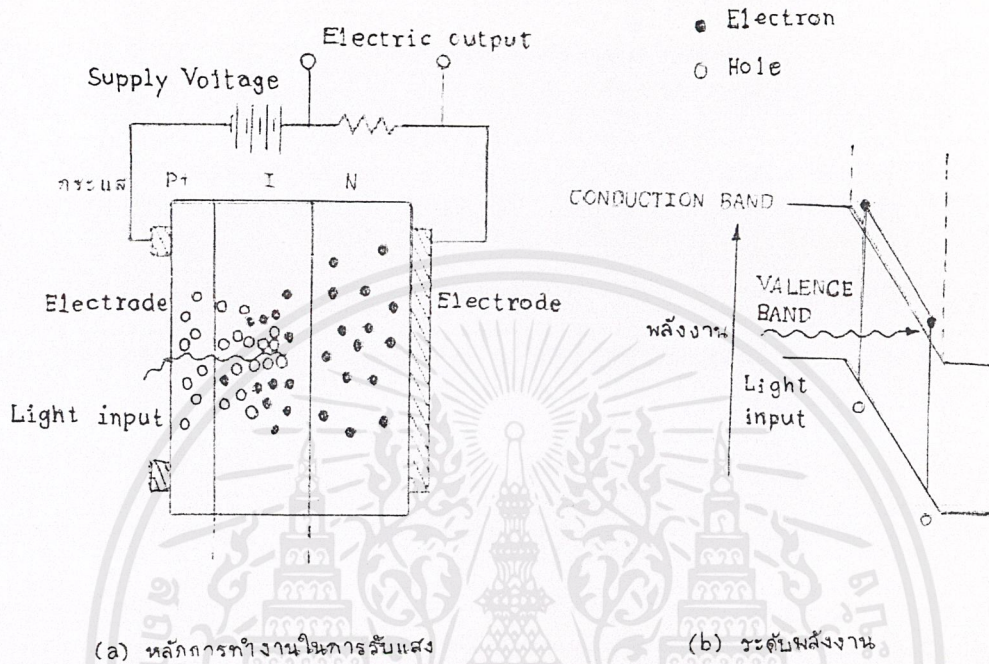 Electric output
Supply Voltage
กระแส
P+
I
N
Electrode
Electrode
Light input
(a) หลักการทำงานในการรับแสง
Electron
Hole
CONDUCTION BAND
VALENCE
BAND
พลังงาน
Light
input
(b) ระดับพลังงาน